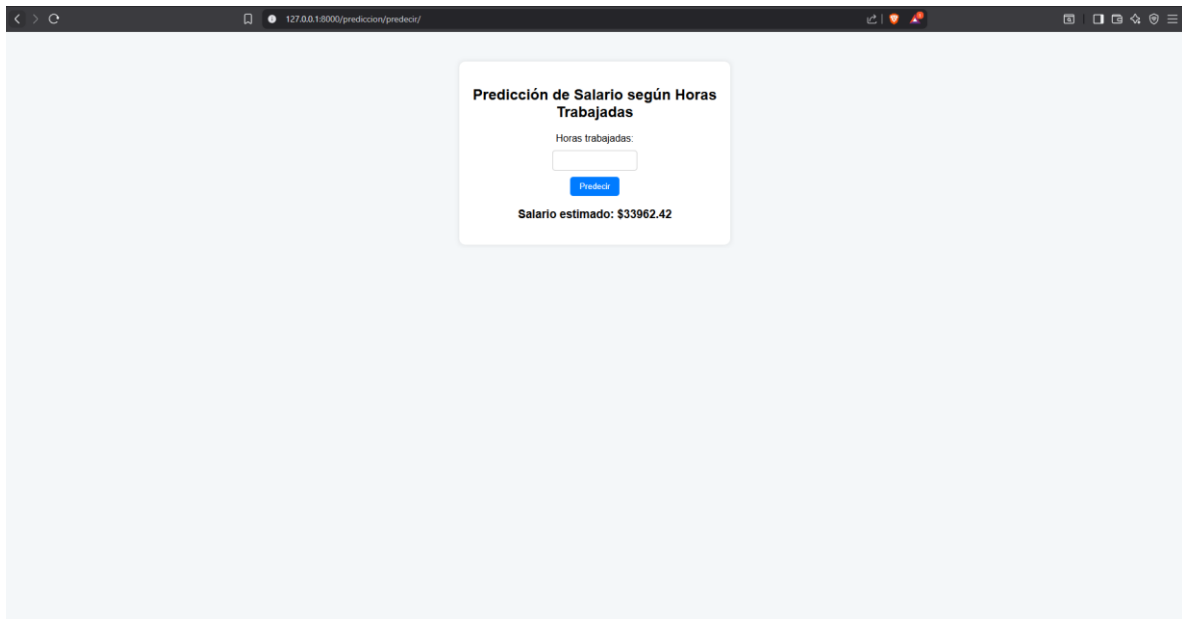 127.0.0.1:8000/prediccion/predecir/
Predicción de Salario según Horas
Trabajadas
Horas trabajadas:
Predecir
Salario estimado: $33962.42